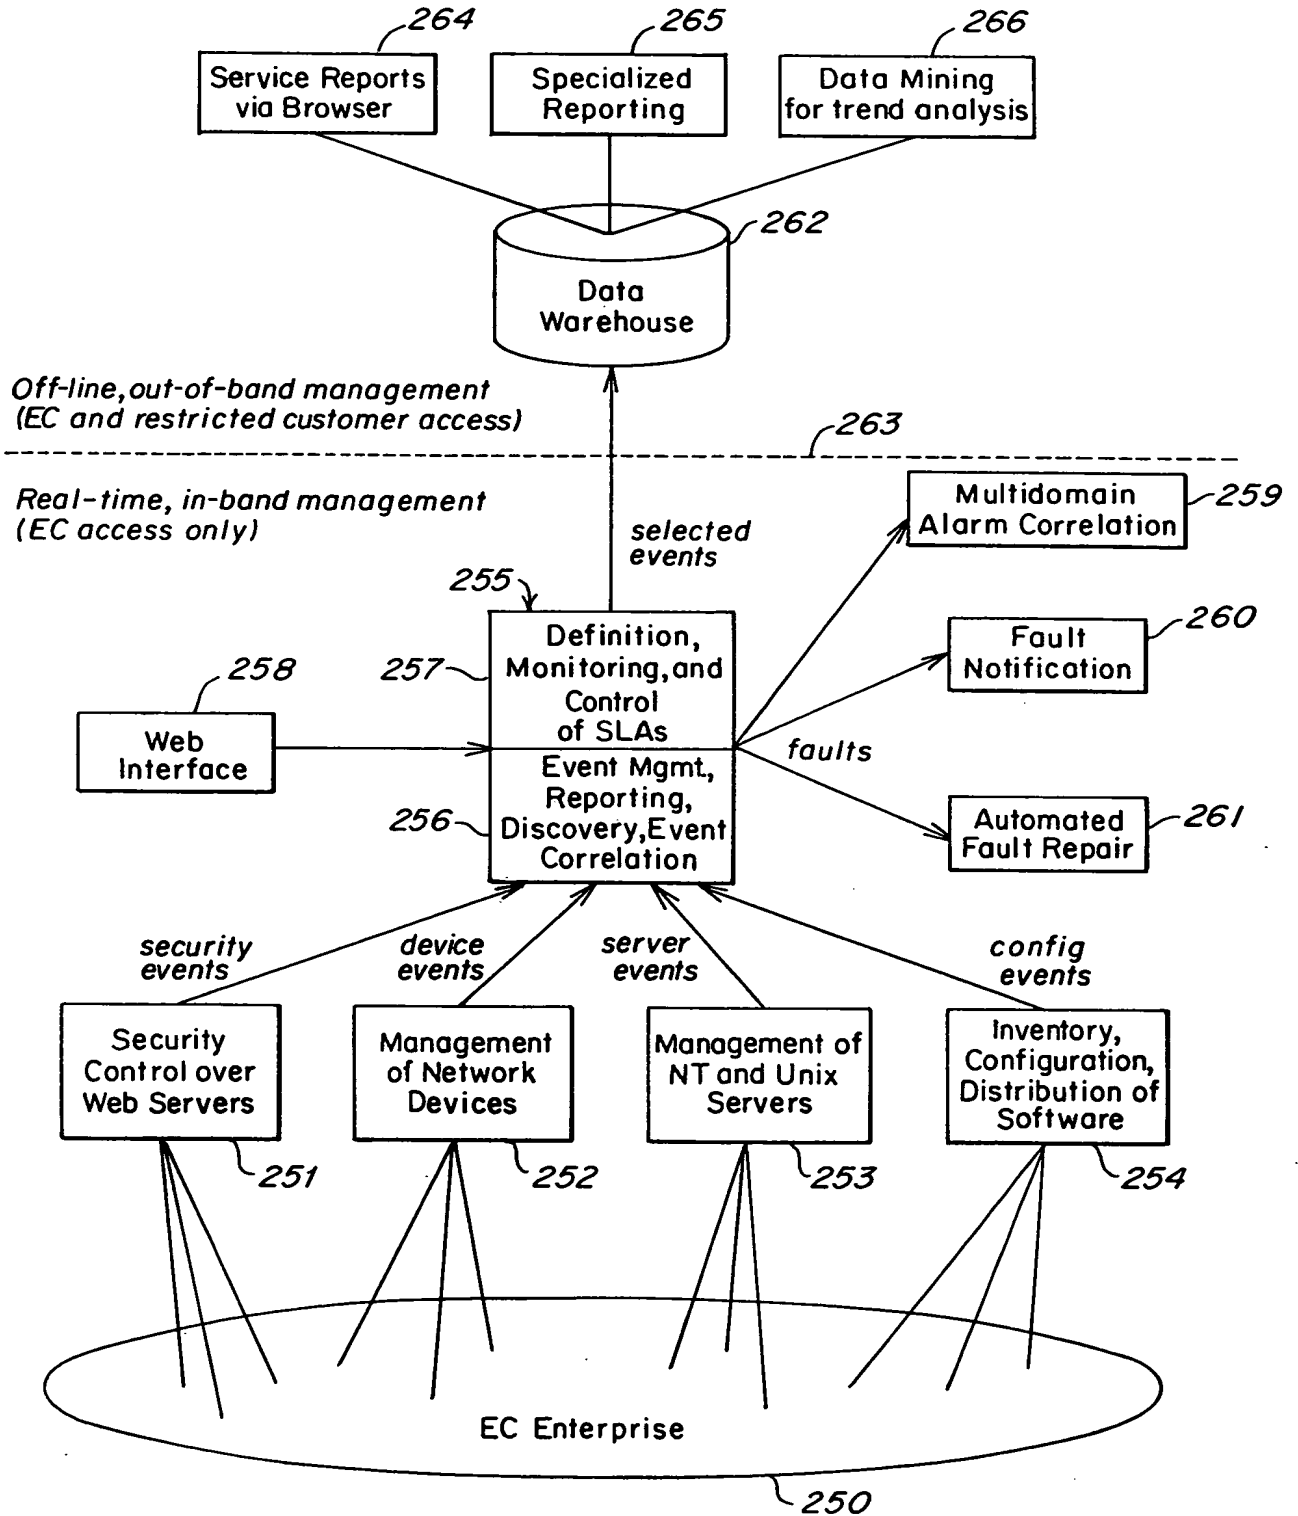 264
265
266
Service Reports
via Browser
Specialized
Reporting
Data Mining
for trend analysis
262
Data
Warehouse
Off-line, out-of-band management
(EC and restricted customer access)
263
Real-time, in-band management
(EC access only)
selected
events
Multidomain
Alarm Correlation
259
255
257
Definition,
Monitoring, and
Control
of SLAs
258
Web
Interface
260
Fault
Notification
faults
256
Event Mgmt,
Reporting,
Discovery, Event
Correlation
261
Automated
Fault Repair
security
events
device
events
server
events
config
events
Security
Control over
Web Servers
Management
of Network
Devices
Management of
NT and Unix
Servers
Inventory,
Configuration,
Distribution of
Software
251
252
253
254
EC Enterprise
250